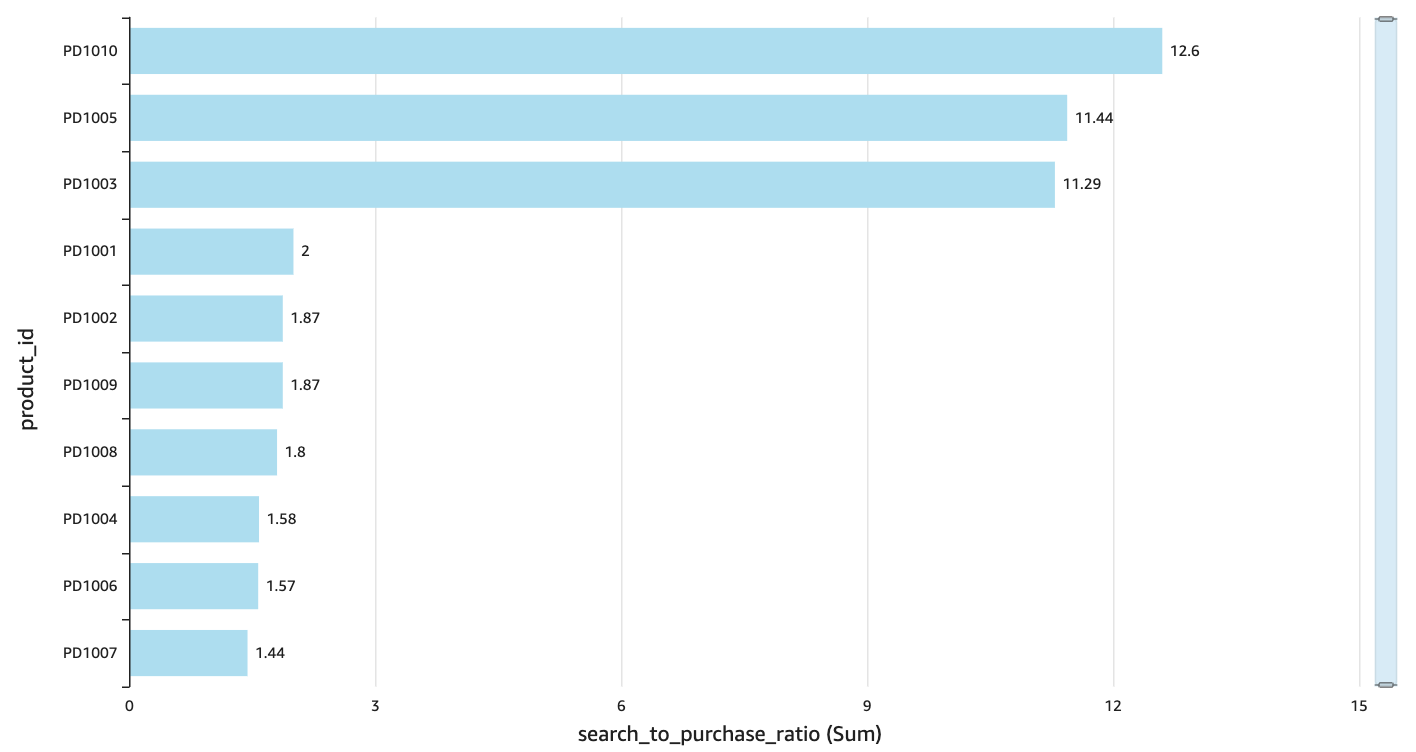 PD1010 12.6
PD1005 11.44
PD1003 11.29
PD1001 2
PD1002 1.87
PD1009 1.87
PD1008 1.8
PD1004 1.58
PD1006 1.57
PD1007 1.44
product_id
0 3 6 9 12 15
search_to_purchase_ratio (Sum)